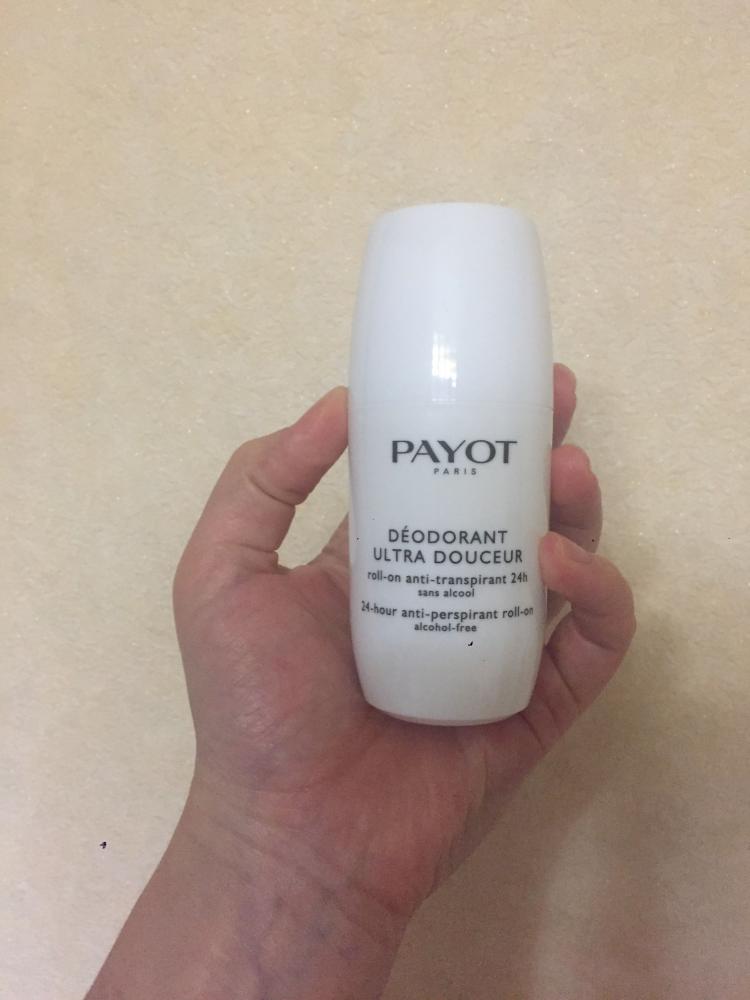 PAYOT
PARIS
DÉODORANT
ULTRA DOUCEUR
roll-on anti-transpirant 24h
sans alcool
24-hour anti-perspirant roll-on
alcohol-free